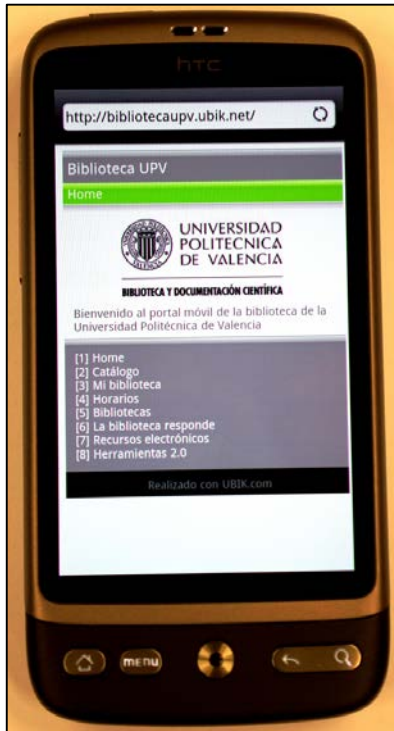 htc
http://bibliotecaupv.ubik.net/
Biblioteca UPV
Home
UNIVERSIDAD
POLITECNICA
DE VALENCIA
BIBLIOTECA Y DOCUMENTACIÓN CIENTÍFICA
Bienvenido al portal móvil de la biblioteca de la
Universidad Politécnica de Valencia
[1] Home
[2] Catálogo
[3] Mi biblioteca
[4] Horarios
[5] Bibliotecas
[6] La biblioteca responde
[7] Recursos electrónicos
[8] Herramientas 2.0
Realizado con UBIK.com
menu